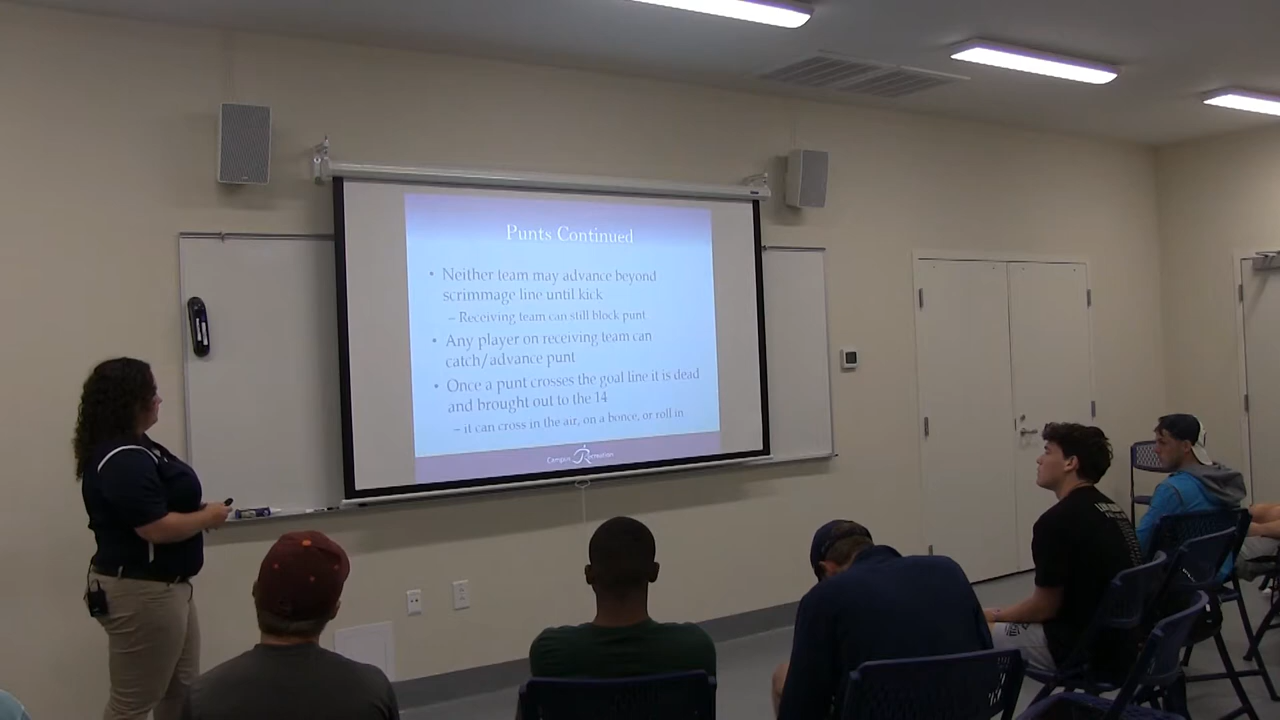 Punts Continued
• Neither team may advance beyond
scrimmage line until kick
– Receiving team can still block punt
• Any player on receiving team can
catch/advance punt
• Once a punt crosses the goal line it is dead
and brought out to the 14
– it can cross in the air, on a bonce, or roll in
Campus Recreation